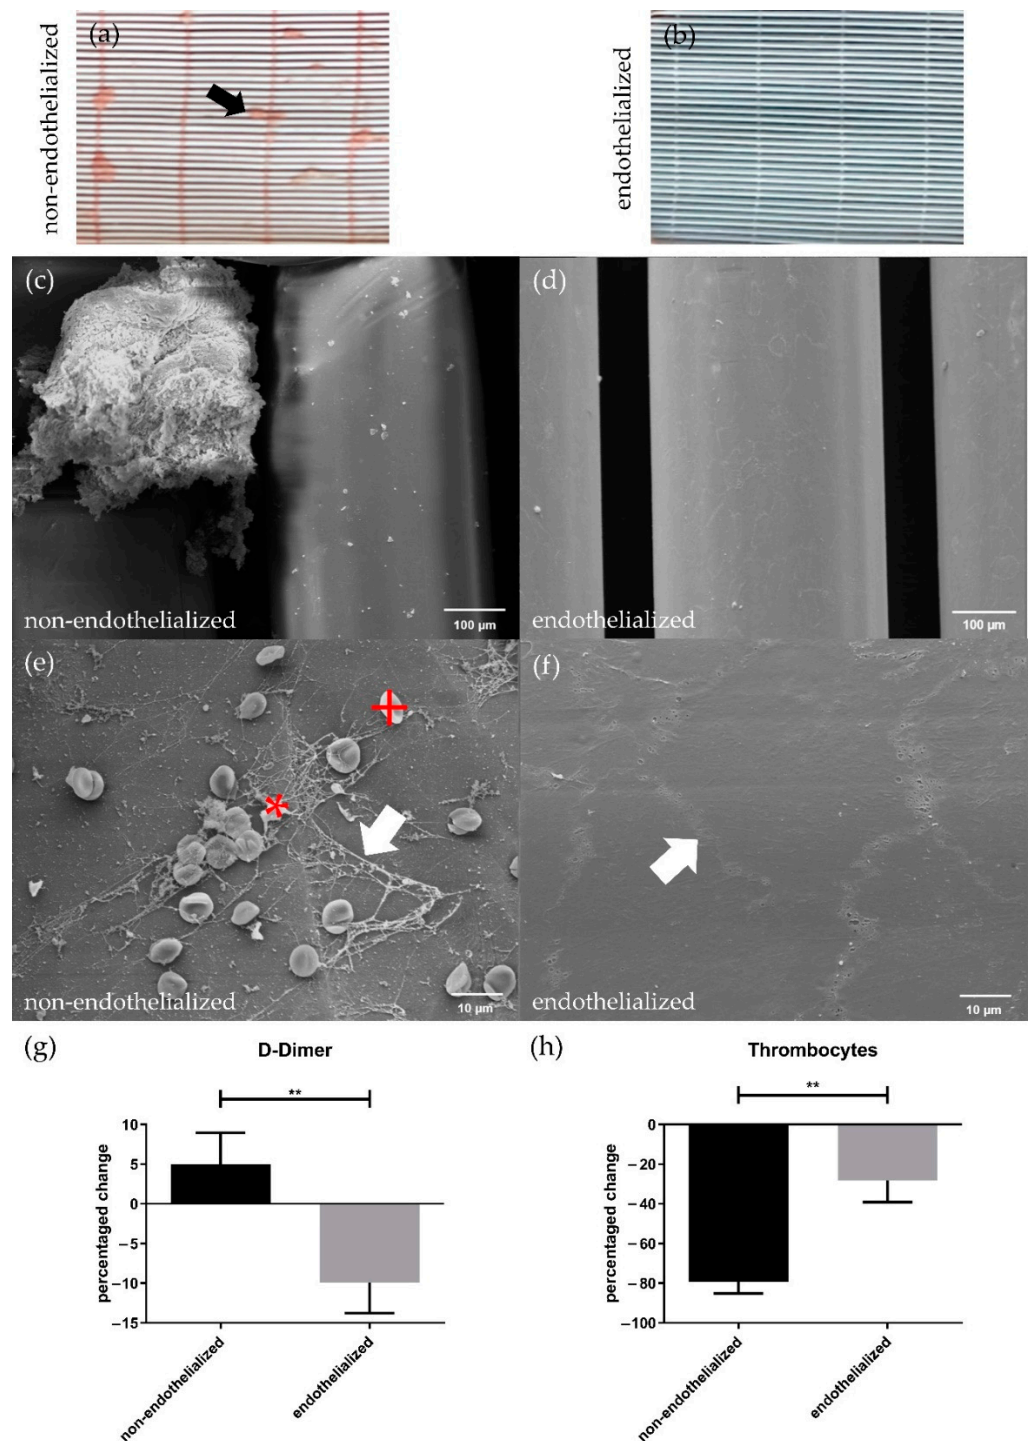 (a)
(b)
non-endothelialized
endothelialized
(c)
(d)
100 µm
100 µm
non-endothelialized
endothelialized
(e)
(f)
10 µm
10 µm
non-endothelialized
endothelialized
(g)
D-Dimer
**
percentaged change
10
5
0
−5
−10
−15
non-endothelialized
endothelialized
(h)
Thrombocytes
**
percentaged change
0
−20
−40
−60
−80
−100
non-endothelialized
endothelialized